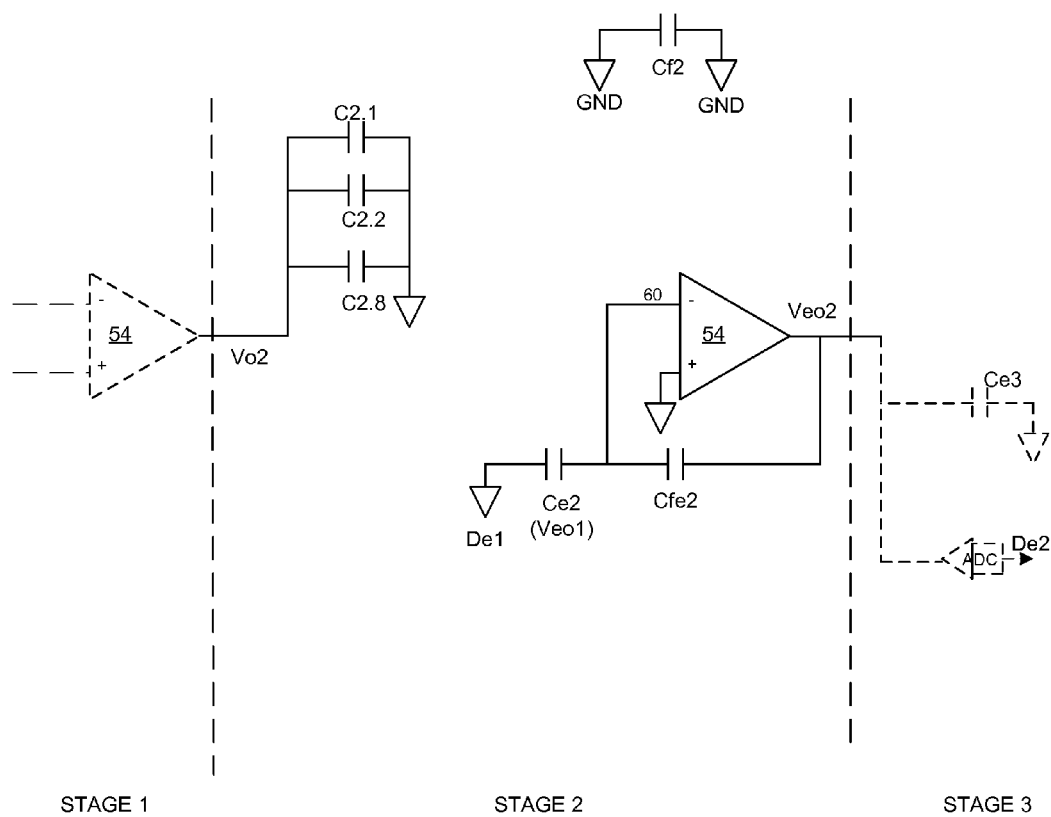 Cf2
GND
GND
C2.1
C2.2
C2.8
-
54
+
Vo2
60
-
54
+
Veo2
Ce3
Ce2
(Veo1)
Cfe2
De1
ADC
De2
STAGE 1
STAGE 2
STAGE 3